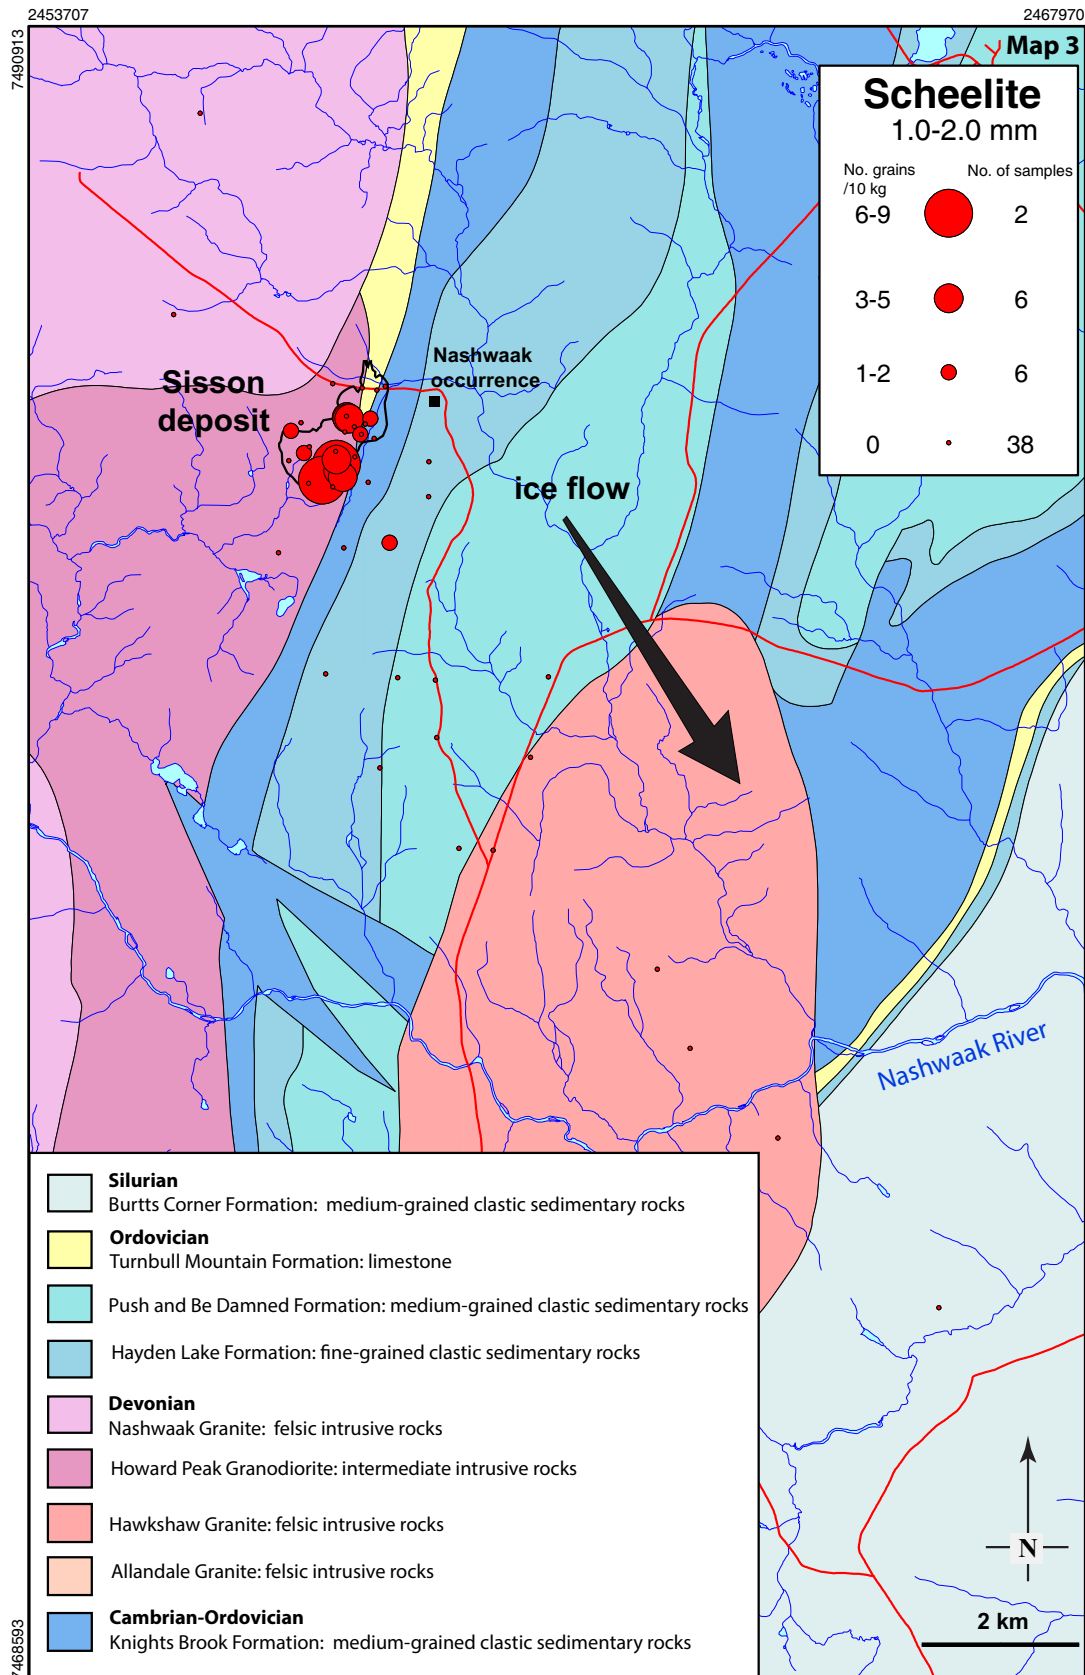 2453707
2467970
7490913
Map 3
Scheelite
1.0-2.0 mm
No. grains
/10 kg
No. of samples
6-9
2
3-5
6
1-2
6
0
38
Nashwaak
occurrence
Sisson
deposit
ice flow
Nashwaak River
Silurian
Burtts Corner Formation: medium-grained clastic sedimentary rocks
Ordovician
Turnbull Mountain Formation: limestone
Push and Be Damned Formation: medium-grained clastic sedimentary rocks
Hayden Lake Formation: fine-grained clastic sedimentary rocks
Devonian
Nashwaak Granite: felsic intrusive rocks
Howard Peak Granodiorite: intermediate intrusive rocks
Hawkshaw Granite: felsic intrusive rocks
Allandale Granite: felsic intrusive rocks
Cambrian-Ordovician
Knights Brook Formation: medium-grained clastic sedimentary rocks
N
2 km
7468593